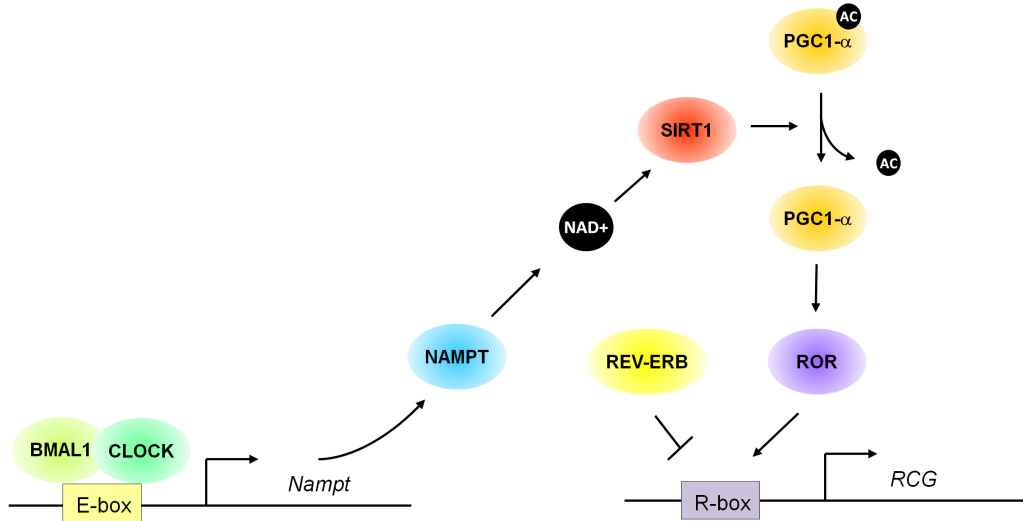 AC
PGC1-α
SIRT1
AC
PGC1-α
NAD+
NAMPT
REV-ERB
ROR
BMAL1
CLOCK
Nampt
RCG
E-box
R-box